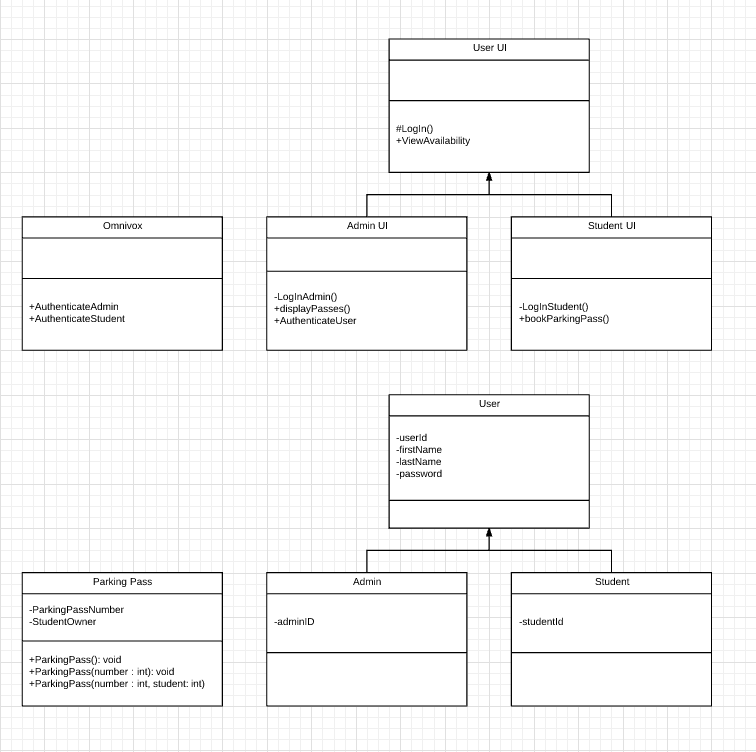 User UI
#LogIn()
+ViewAvailability
Omnivox
+AuthenticateAdmin
+AuthenticateStudent
Admin UI
-LogInAdmin()
+displayPasses()
+AuthenticateUser
Student UI
-LogInStudent()
+bookParkingPass()
User
-userId
-firstName
-lastName
-password
Parking Pass
-ParkingPassNumber
-StudentOwner
+ParkingPass(): void
+ParkingPass(number : int): void
+ParkingPass(number : int, student: int)
Admin
-adminID
Student
-studentId